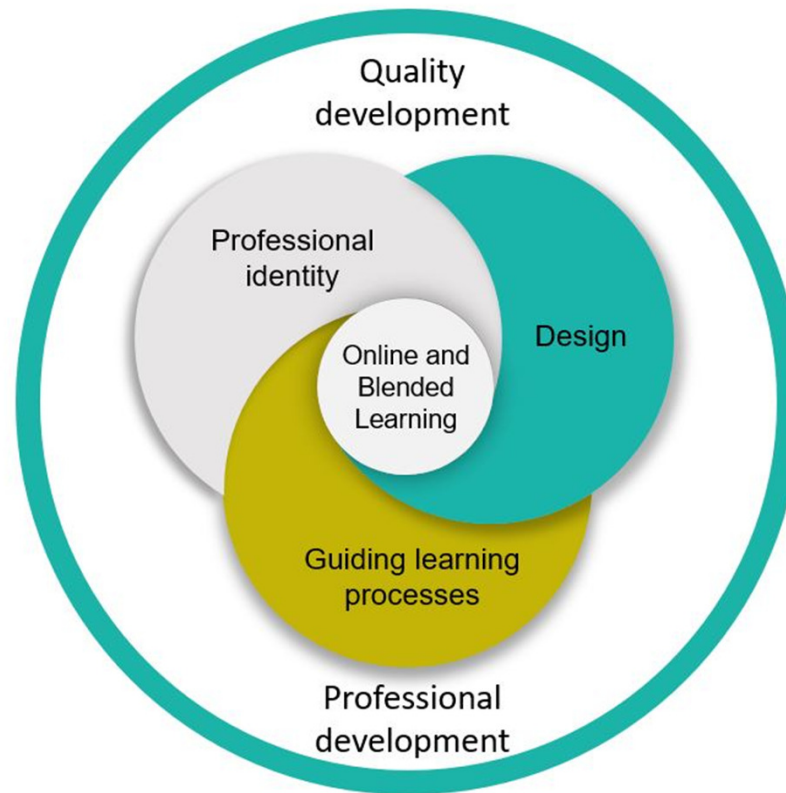 Quality
development
Professional
identity
Design
Online and
Blended
Learning
Guiding learning
processes
Professional
development